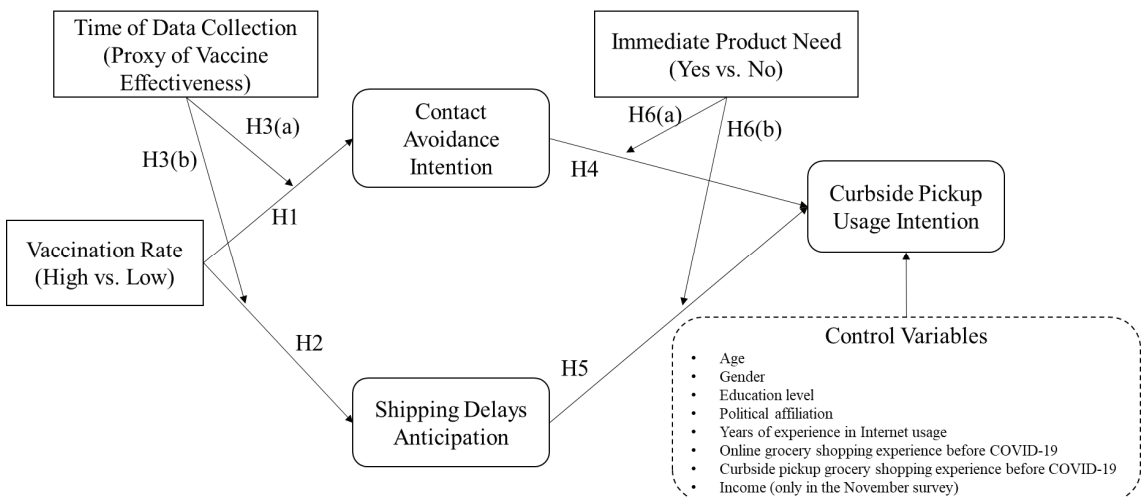 Time of Data Collection
(Proxy of Vaccine
Effectiveness)
Immediate Product Need
(Yes vs. No)
H3(a)
H3(b)
Contact
Avoidance
Intention
H6(a)
H6(b)
H4
H1
Curbside Pickup
Usage Intention
Vaccination Rate
(High vs. Low)
H2
H5
Shipping Delays
Anticipation
Control Variables
• Age
• Gender
• Education level
• Political affiliation
• Years of experience in Internet usage
• Online grocery shopping experience before COVID-19
• Curbside pickup grocery shopping experience before COVID-19
• Income (only in the November survey)